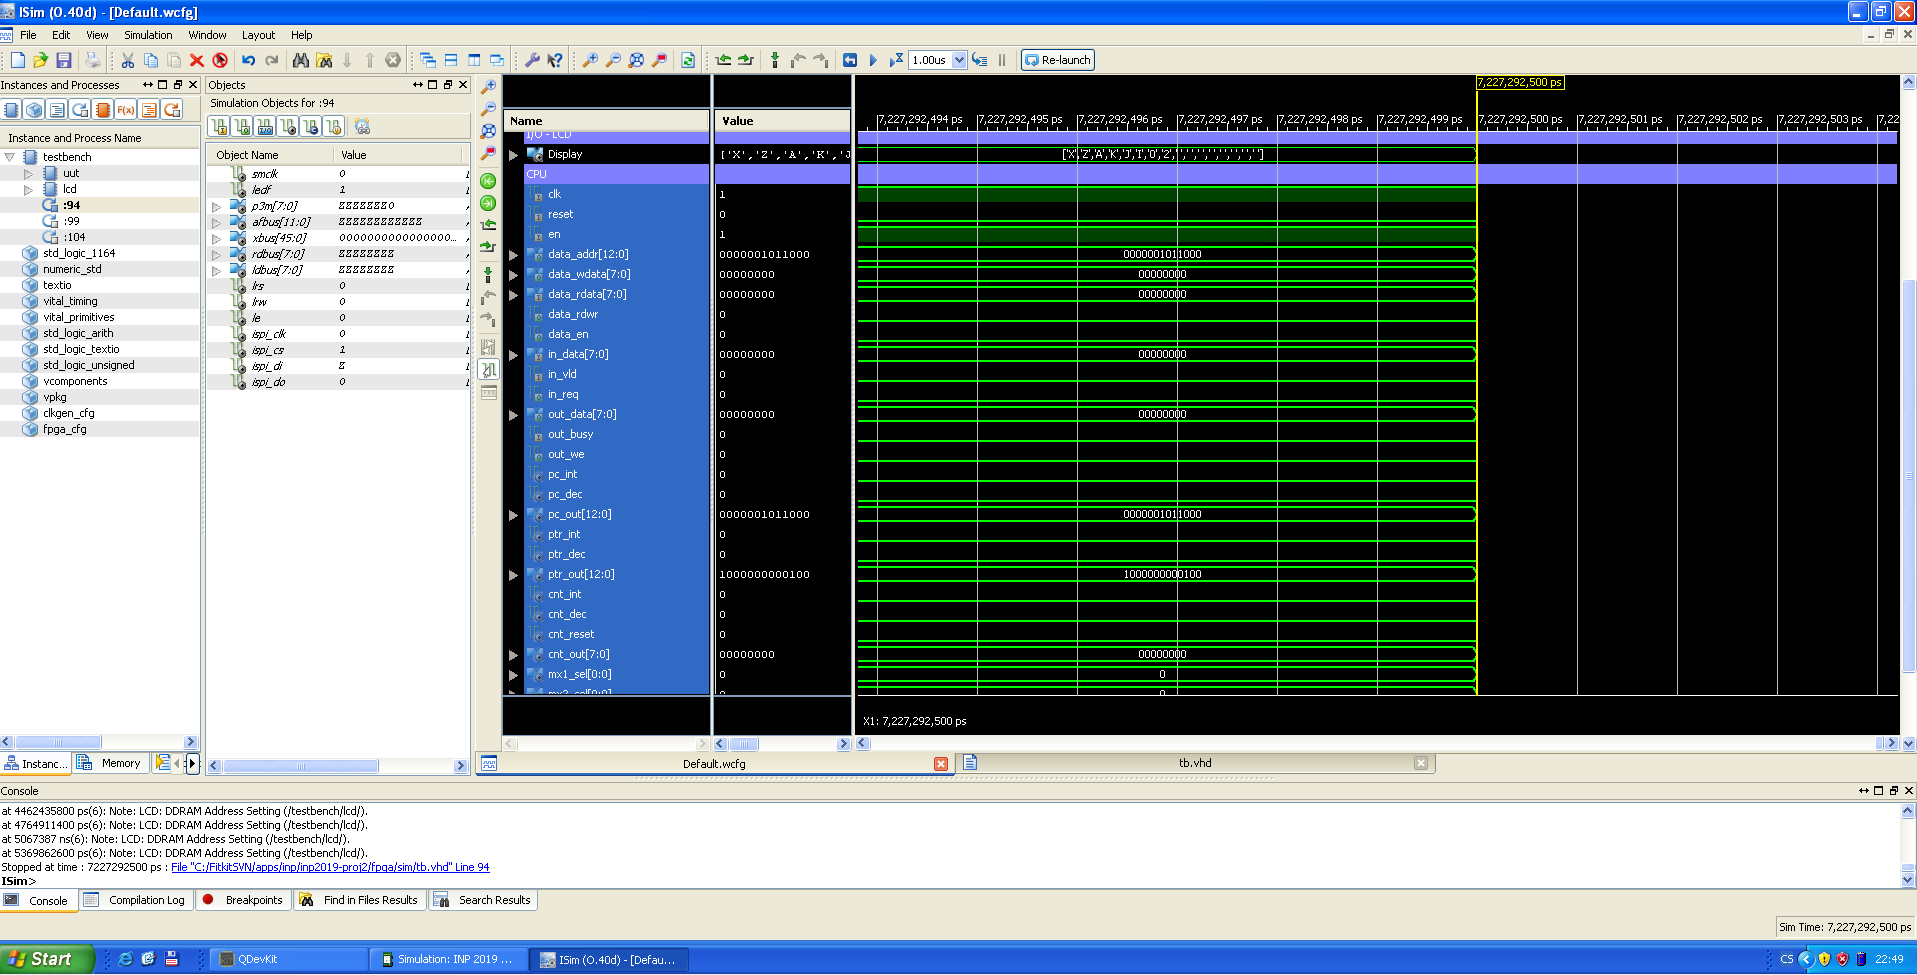 ISim (O.40d) - [Default.wcfg]
File Edit View Simulation Window Layout Help
1.00us Re-launch
Instances and Processes
Objects
Simulation Objects for :94
F(x)
Instance and Process Name
testbench
uut
lcd
:94
:99
:104
std_logic_1164
numeric_std
textio
vital_timing
vital_primitives
std_logic_arith
std_logic_textio
std_logic_unsigned
vcomponents
vpkg
clkgen_cfg
fpga_cfg
Instanc... Memory
Object Name Value
smclk 0
ledf 1
p3m[7:0] ZZZZZZZ0
afbus[11:0] ZZZZZZZZZZZZ
xbus[45:0] 00000000000000000...
rdbus[7:0] ZZZZZZZZ
ldbus[7:0] ZZZZZZZZ
lrs 0
lrw 0
le 0
ispi_clk 0
ispi_cs 1
ispi_di Z
ispi_do 0
Name Value
7,227,292,500 ps
7,227,292,494 ps 7,227,292,495 ps 7,227,292,496 ps 7,227,292,497 ps 7,227,292,498 ps 7,227,292,499 ps 7,227,292,500 ps 7,227,292,501 ps 7,227,292,502 ps 7,227,292,503 ps 7,22
I/O - LCD
Display ['X','Z','A','K','J ['X','Z','A','K','J','1','0','2',' ',' ',' ',' ',' ',' ',' ',' ']
CPU
clk 1
reset 0
en 1
data_addr[12:0] 0000001011000 0000001011000
data_wdata[7:0] 00000000 00000000
data_rdata[7:0] 00000000 00000000
data_rdwr 0
data_en 0
in_data[7:0] 00000000 00000000
in_vld 0
in_req 0
out_data[7:0] 00000000 00000000
out_busy 0
out_we 0
pc_int 0
pc_dec 0
pc_out[12:0] 0000001011000 0000001011000
ptr_int 0
ptr_dec 0
ptr_out[12:0] 1000000000100 1000000000100
cnt_int 0
cnt_dec 0
cnt_reset 0
cnt_out[7:0] 00000000 00000000
mx1_sel[0:0] 0 0
mx2_sel[0:0] 0 0
X1: 7,227,292,500 ps
Default.wcfg tb.vhd
Console
at 4462435800 ps(6): Note: LCD: DDRAM Address Setting (/testbench/lcd/).
at 4764911400 ps(6): Note: LCD: DDRAM Address Setting (/testbench/lcd/).
at 5067387 ns(6): Note: LCD: DDRAM Address Setting (/testbench/lcd/).
at 5369862600 ps(6): Note: LCD: DDRAM Address Setting (/testbench/lcd/).
Stopped at time : 7227292500 ps : File "C:/FitkitSVN/apps/inp/inp2019-proj2/fpga/sim/tb.vhd" Line 94
ISim>
Console Compilation Log Breakpoints Find in Files Results Search Results
Sim Time: 7,227,292,500 ps
Start QDevKit Simulation: INP 2019 ... ISim (O.40d) - [Defau... CS 22:49